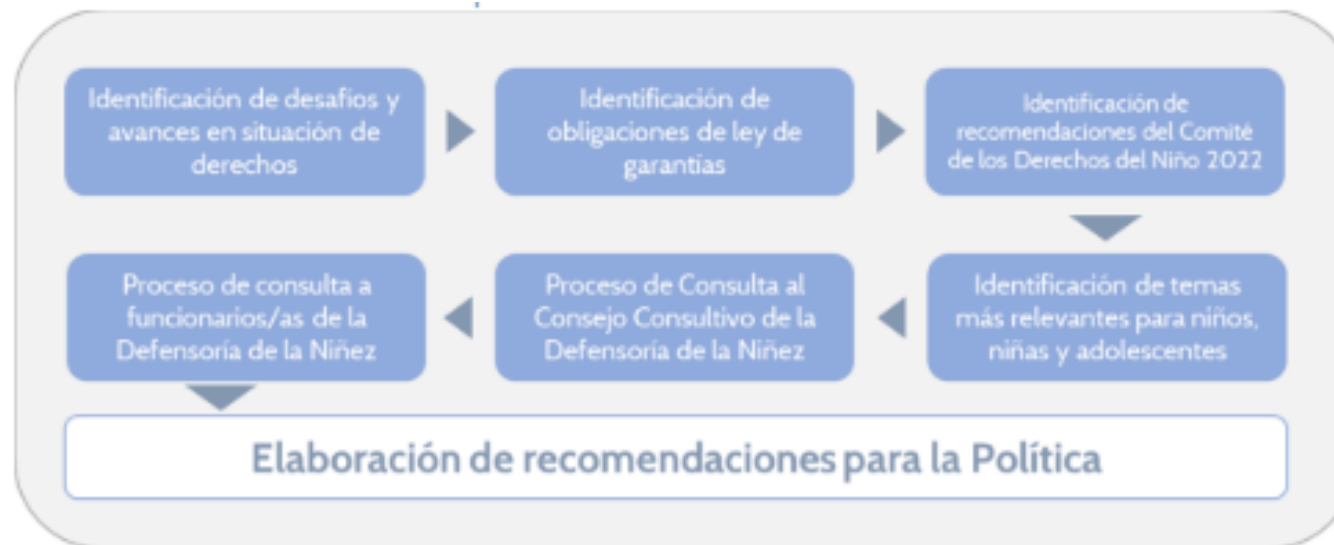 Identificación de desafíos y
avances en situación de
derechos
Identificación de
obligaciones de ley de
garantías
Identificación de
recomendaciones del Comité
de los Derechos del Niño 2022
Identificación de temas
más relevantes para niños,
niñas y adolescentes
Proceso de Consulta al
Consejo Consultivo de la
Defensoría de la Niñez
Proceso de consulta a
funcionarios/as de la
Defensoría de la Niñez
Elaboración de recomendaciones para la Política